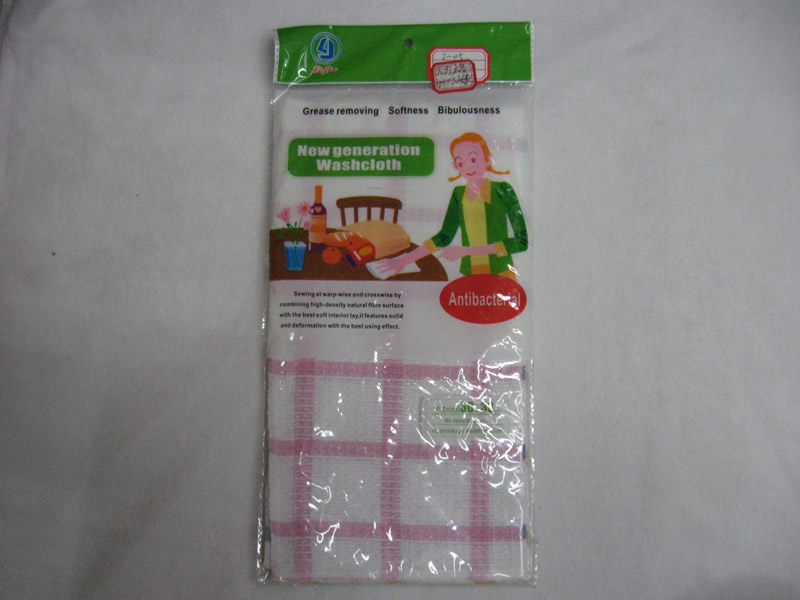 Grease removing Softness Bibulousness
New generation
Washcloth
Antibacterial
Sewing at warp-wise and crosswise by
combining high-density natural fibre surface
with the best soft interior lay,it features solid
and deformation with the best using effect.
About